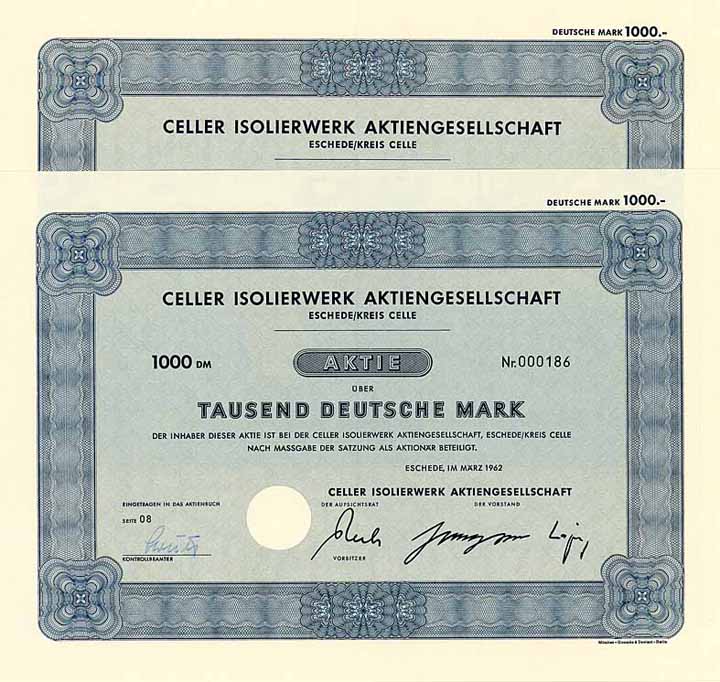 DEUTSCHE MARK 1000.-
CELLER ISOLIERWERK AKTIENGESELLSCHAFT
ESCHEDE/KREIS CELLE
DEUTSCHE MARK 1000.-
CELLER ISOLIERWERK AKTIENGESELLSCHAFT
ESCHEDE/KREIS CELLE
1000 DM AKTIE Nr. 000186
ÜBER
TAUSEND DEUTSCHE MARK
DER INHABER DIESER AKTIE IST BEI DER CELLER ISOLIERWERK AKTIENGESELLSCHAFT, ESCHEDE/KREIS CELLE
NACH MASSGABE DER SATZUNG ALS AKTIONÄR BETEILIGT.
ESCHEDE, IM MÄRZ 1962
CELLER ISOLIERWERK AKTIENGESELLSCHAFT
EINGETRAGEN IN DAS AKTIENBUCH DER AUFSICHTSRAT DER VORSTAND
SEITE 08
KONTROLLBEAMTER VORSITZER